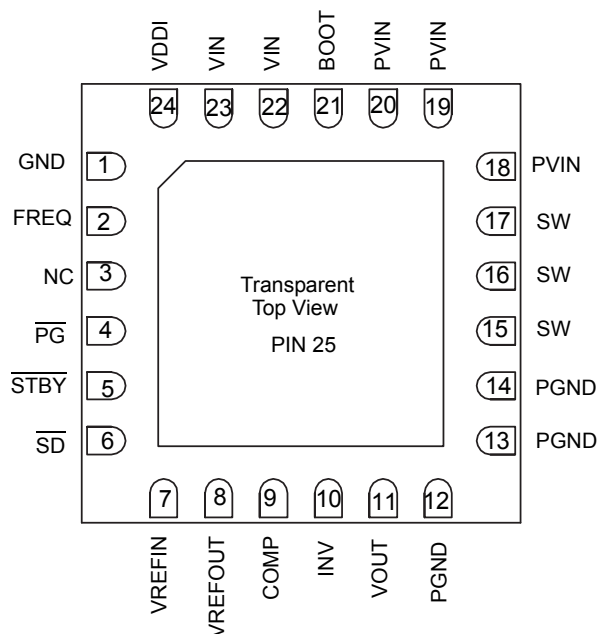 VDDI
VIN
VIN
BOOT
PVIN
PVIN
24
23
22
21
20
19
GND 1
FREQ 2
NC 3
PG 4
STBY 5
SD 6
18 PVIN
17 SW
16 SW
15 SW
14 PGND
13 PGND
Transparent
Top View
PIN 25
7
8
9
10
11
12
VREFIN
VREFOUT
COMP
INV
VOUT
PGND